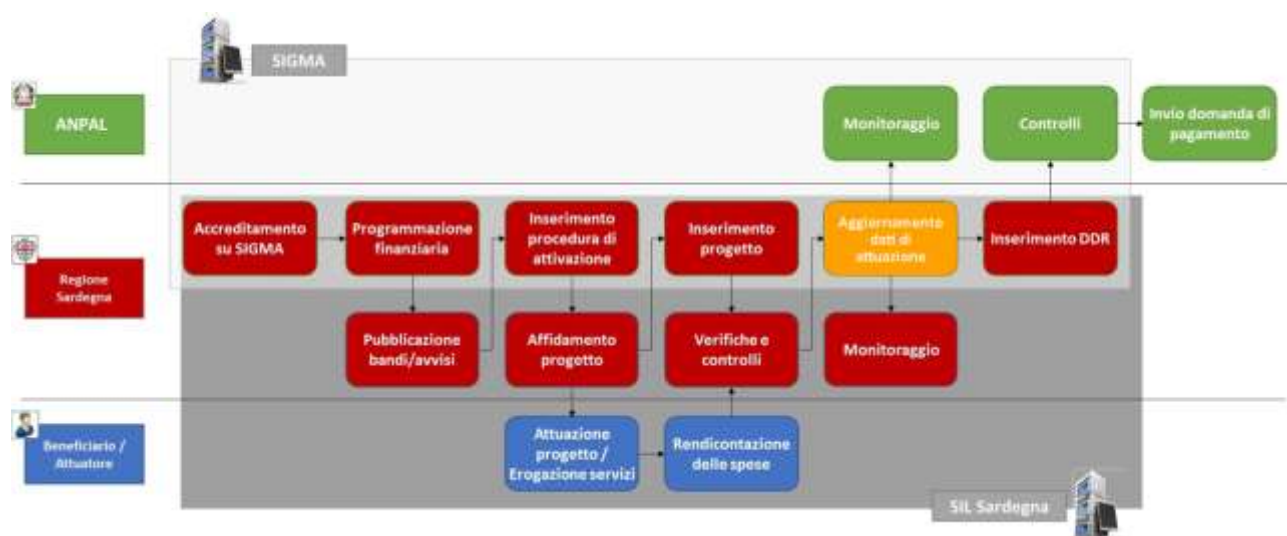 SIGMA
ANPAL
Monitoraggio
Controlli
Invio domanda di
pagamento
Regione
Sardegna
Accreditamento
su SIGMA
Programmazione
finanziaria
Inserimento
procedura di
attivazione
Inserimento
progetto
Aggiornamento
dati di
attuazione
Inserimento DDR
Pubblicazione
bandi/avvisi
Affidamento
progetto
Verifiche e
controlli
Monitoraggio
Beneficiario /
Attuatore
Attuazione
progetto /
Erogazione servizi
Rendicontazione
delle spese
SIL Sardegna